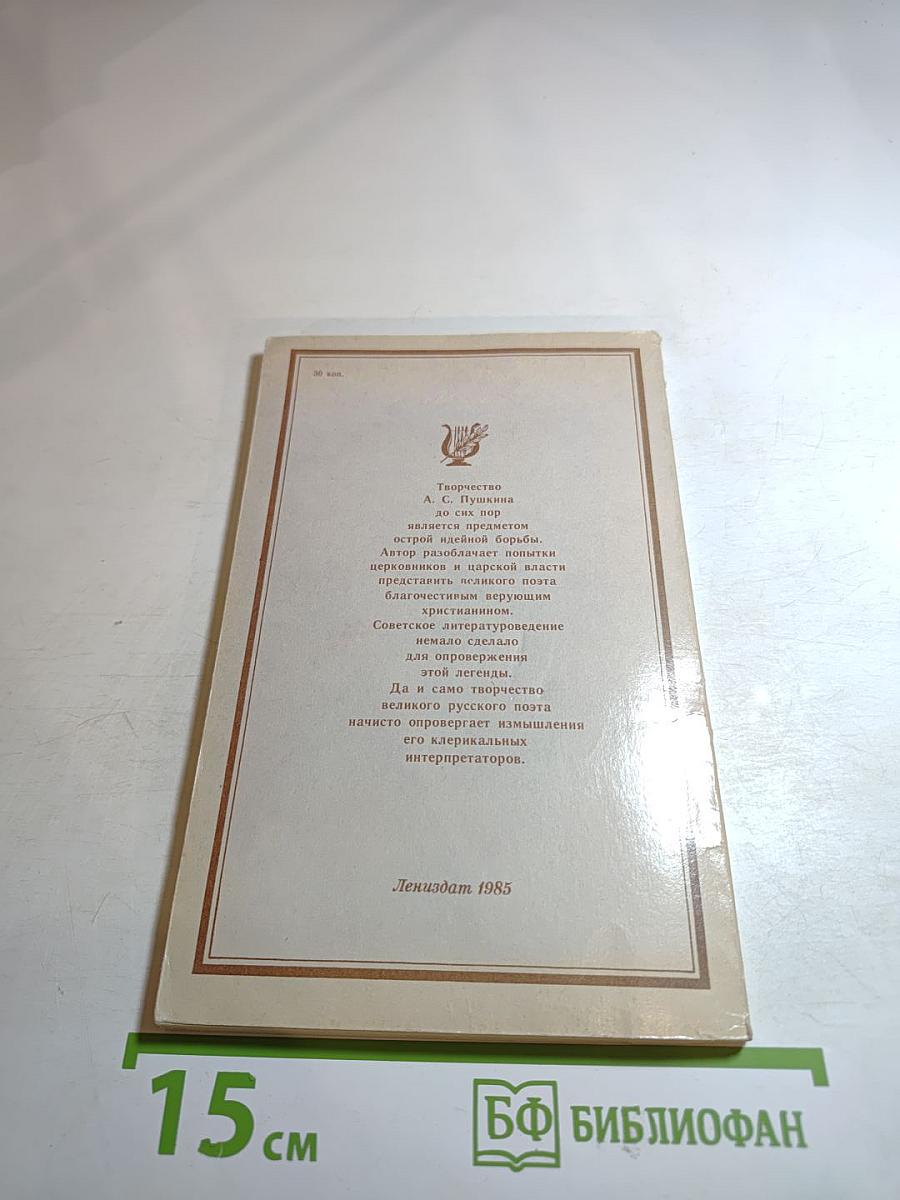 30 коп.
Творчество
А. С. Пушкина
до сих пор
является предметом
острой идейной борьбы.
Автор разоблачает попытки
церковников и царской власти
представить великого поэта
благочестивым верующим
христианином.
Советское литературоведение
немало сделало
для опровержения
этой легенды.
Да и само творчество
великого русского поэта
начисто опровергает измышления
его клерикальных
интерпретаторов.
Лениздат 1985
15 см
БФ БИБЛИОФАН